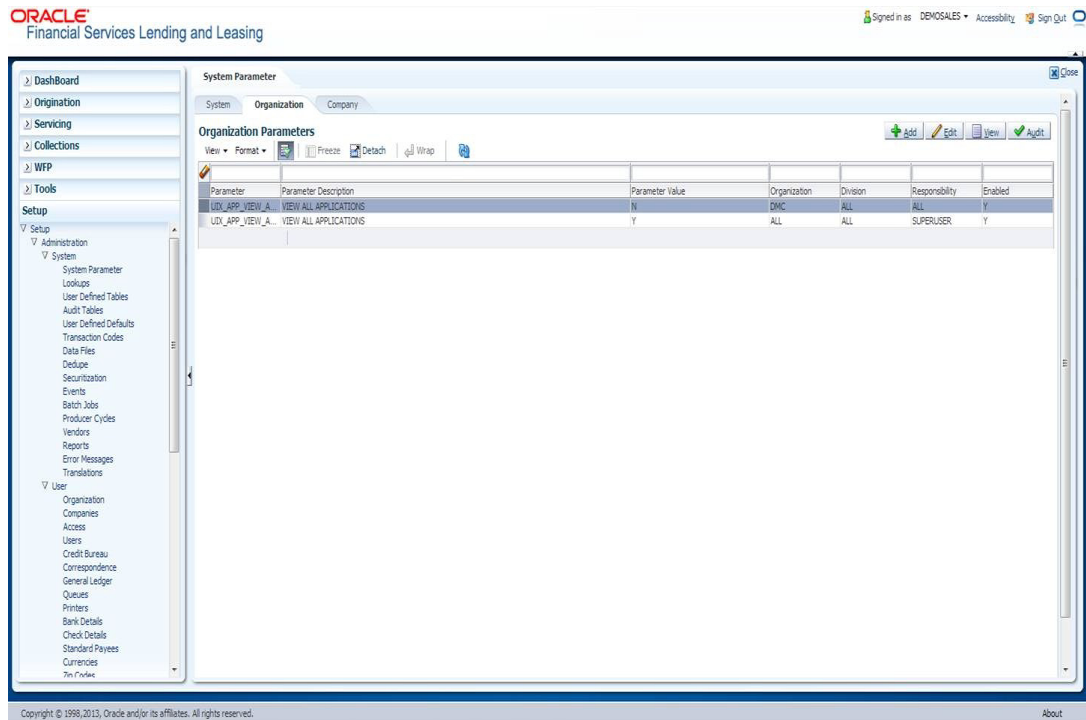 ORACLE'
Financial Services Lending and Leasing
Signed in as DEMOSALES Accessibility Sign Out
Close
DashBoard
Origination
Servicing
Collections
WFP
Tools
Setup
Setup
Administration
System
System Parameter
Lookups
User Defined Tables
Audit Tables
User Defined Defaults
Transaction Codes
Data Files
Dedupe
Securitization
Events
Batch Jobs
Producer Cycles
Vendors
Reports
Error Messages
Translations
User
Organization
Companies
Access
Users
Credit Bureau
Correspondence
General Ledger
Queues
Printers
Bank Details
Check Details
Standard Payees
Currencies
Zip Codes
System Parameter
System Organization Company
Organization Parameters
Add Edit View Audit
View Format Freeze Detach Wrap
Parameter Parameter Description Parameter Value Organization Division Responsibility Enabled
UIX_APP_VIEW_A... VIEW ALL APPLICATIONS N DMC ALL ALL Y
UIX_APP_VIEW_A... VIEW ALL APPLICATIONS Y ALL ALL SUPERUSER Y
Copyright © 1998,2013, Oracle and/or its affiliates. All rights reserved.
About